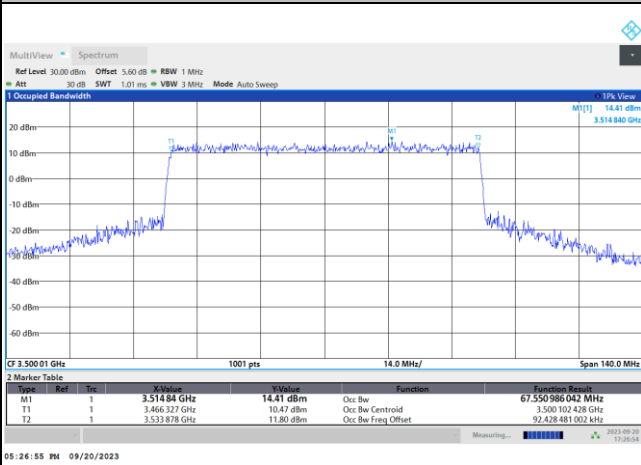 MultiView Spectrum
Ref Level 30.00 dBm Offset 5.60 dB RBW 1 MHz
Att 30 dB SWT 1.01 ms VBW 3 MHz Mode Auto Sweep
1 Occupied Bandwidth 1Pk View
M1[1] 14.41 dBm
3.514 840 GHz
M1
T1 T2
20 dBm
10 dBm
0 dBm
-10 dBm
-20 dBm
-30 dBm
-40 dBm
-50 dBm
-60 dBm
CF 3.500 01 GHz 1001 pts 14.0 MHz/ Span 140.0 MHz
2 Marker Table
Type Ref Trc X-Value Y-Value Function Function Result
M1 1 3.514 84 GHz 14.41 dBm Occ Bw 67.550 986 042 MHz
T1 1 3.466 327 GHz 10.47 dBm Occ Bw Centroid 3.500 102 428 GHz
T2 1 3.533 878 GHz 11.80 dBm Occ Bw Freq Offset 92.428 481 002 kHz
Measuring... 2023-09-20
17:26:54
05:26:55 PM 09/20/2023